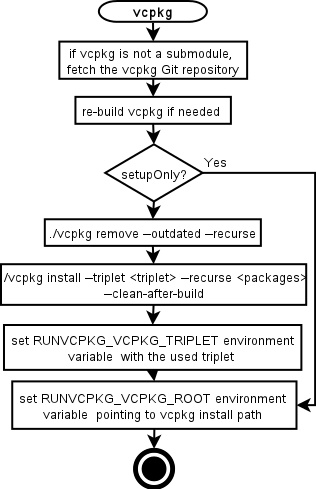 vcpkg
if vcpkg is not a submodule,
fetch the vcpkg Git repository
re-build vcpkg if needed
setupOnly?
Yes
./vcpkg remove –outdated –recurse
/vcpkg install –triplet <triplet> –recurse <packages>
–clean-after-build
set RUNVCPKG_VCPKG_TRIPLET environment
variable with the used triplet
set RUNVCPKG_VCPKG_ROOT environment
variable pointing to vcpkg install path